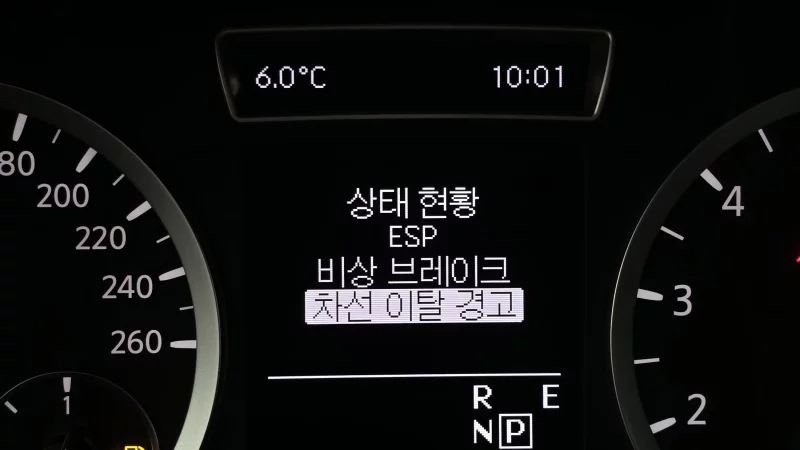 6.0°C 10:01
상태 현황
ESP
비상 브레이크
차선 이탈 경고
R E
N P
80
200
220
240
260
1
4
3
2